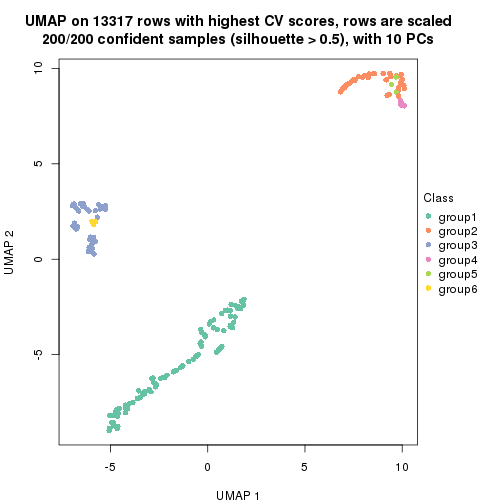 UMAP on 13317 rows with highest CV scores, rows are scaled
200/200 confident samples (silhouette > 0.5), with 10 PCs
10
5
0
-5
UMAP 2
-5
0
5
10
UMAP 1
Class
group1
group2
group3
group4
group5
group6